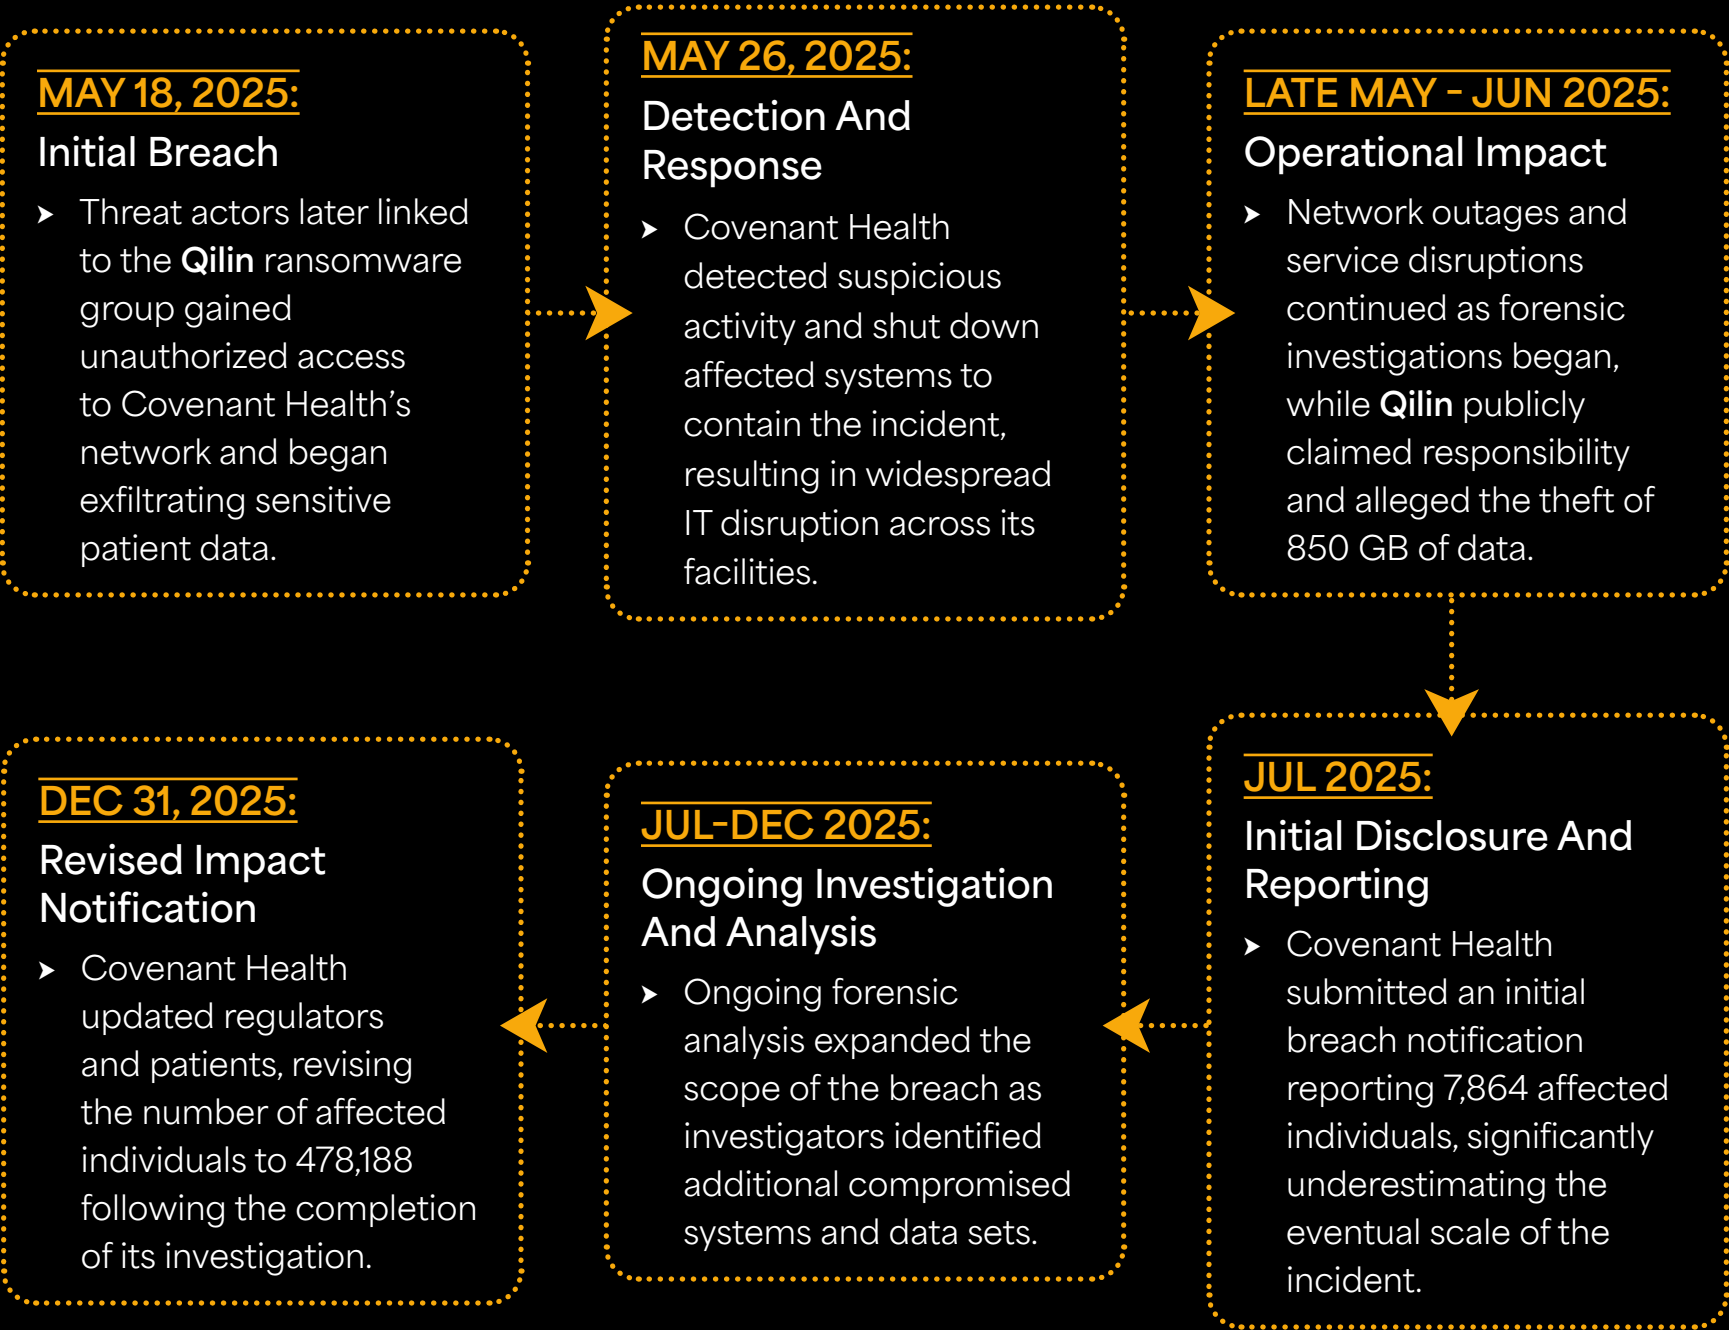 MAY 18, 2025:
Initial Breach
➤ Threat actors later linked
to the Qilin ransomware
group gained
unauthorized access
to Covenant Health’s
network and began
exfiltrating sensitive
patient data.
MAY 26, 2025:
Detection And
Response
➤ Covenant Health
detected suspicious
activity and shut down
affected systems to
contain the incident,
resulting in widespread
IT disruption across its
facilities.
LATE MAY – JUN 2025:
Operational Impact
➤ Network outages and
service disruptions
continued as forensic
investigations began,
while Qilin publicly
claimed responsibility
and alleged the theft of
850 GB of data.
JUL 2025:
Initial Disclosure And
Reporting
➤ Covenant Health
submitted an initial
breach notification
reporting 7,864 affected
individuals, significantly
underestimating the
eventual scale of the
incident.
JUL–DEC 2025:
Ongoing Investigation
And Analysis
➤ Ongoing forensic
analysis expanded the
scope of the breach as
investigators identified
additional compromised
systems and data sets.
DEC 31, 2025:
Revised Impact
Notification
➤ Covenant Health
updated regulators
and patients, revising
the number of affected
individuals to 478,188
following the completion
of its investigation.